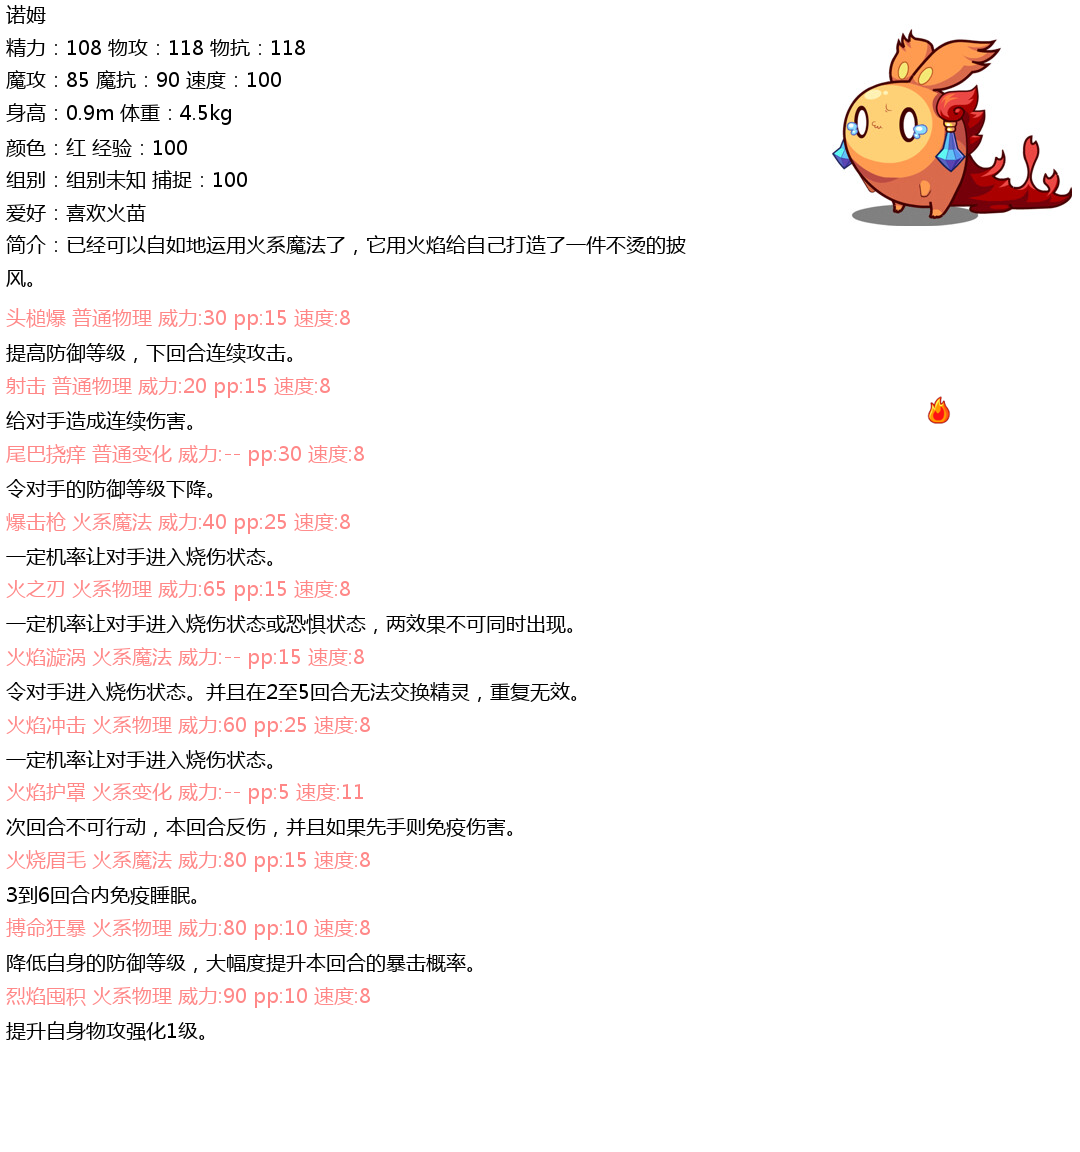 诺姆
精力：108 物攻：118 物抗：118
魔攻：85 魔抗：90 速度：100
身高：0.9m 体重：4.5kg
颜色：红 经验：100
组别：组别未知 捕捉：100
爱好：喜欢火苗
简介：已经可以自如地运用火系魔法了，它用火焰给自己打造了一件不烫的披
风。
头槌爆 普通物理 威力:30 pp:15 速度:8
提高防御等级，下回合连续攻击。
射击 普通物理 威力:20 pp:15 速度:8
给对手造成连续伤害。
尾巴挠痒 普通变化 威力:-- pp:30 速度:8
令对手的防御等级下降。
爆击枪 火系魔法 威力:40 pp:25 速度:8
一定机率让对手进入烧伤状态。
火之刃 火系物理 威力:65 pp:15 速度:8
一定机率让对手进入烧伤状态或恐惧状态，两效果不可同时出现。
火焰漩涡 火系魔法 威力:-- pp:15 速度:8
令对手进入烧伤状态。并且在2至5回合无法交换精灵，重复无效。
火焰冲击 火系物理 威力:60 pp:25 速度:8
一定机率让对手进入烧伤状态。
火焰护罩 火系变化 威力:-- pp:5 速度:11
次回合不可行动，本回合反伤，并且如果先手则免疫伤害。
火烧眉毛 火系魔法 威力:80 pp:15 速度:8
3到6回合内免疫睡眠。
搏命狂暴 火系物理 威力:80 pp:10 速度:8
降低自身的防御等级，大幅度提升本回合的暴击概率。
烈焰囤积 火系物理 威力:90 pp:10 速度:8
提升自身物攻强化1级。